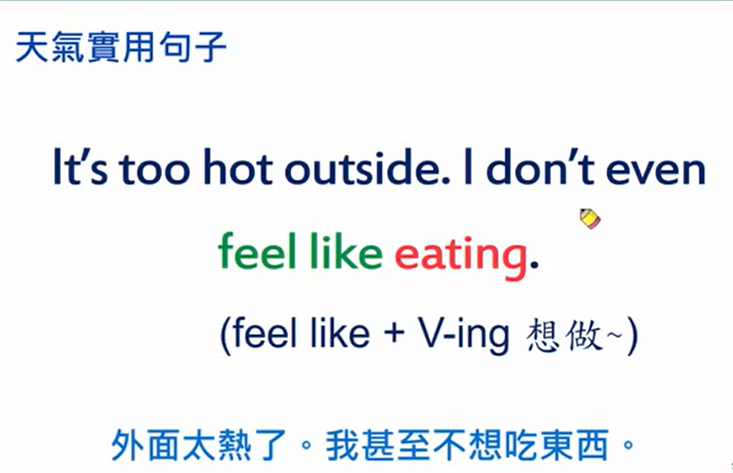 天氣實用句子
It's too hot outside. I don't even
feel like eating.
(feel like + V-ing 想做~)
外面太熱了。我甚至不想吃東西。